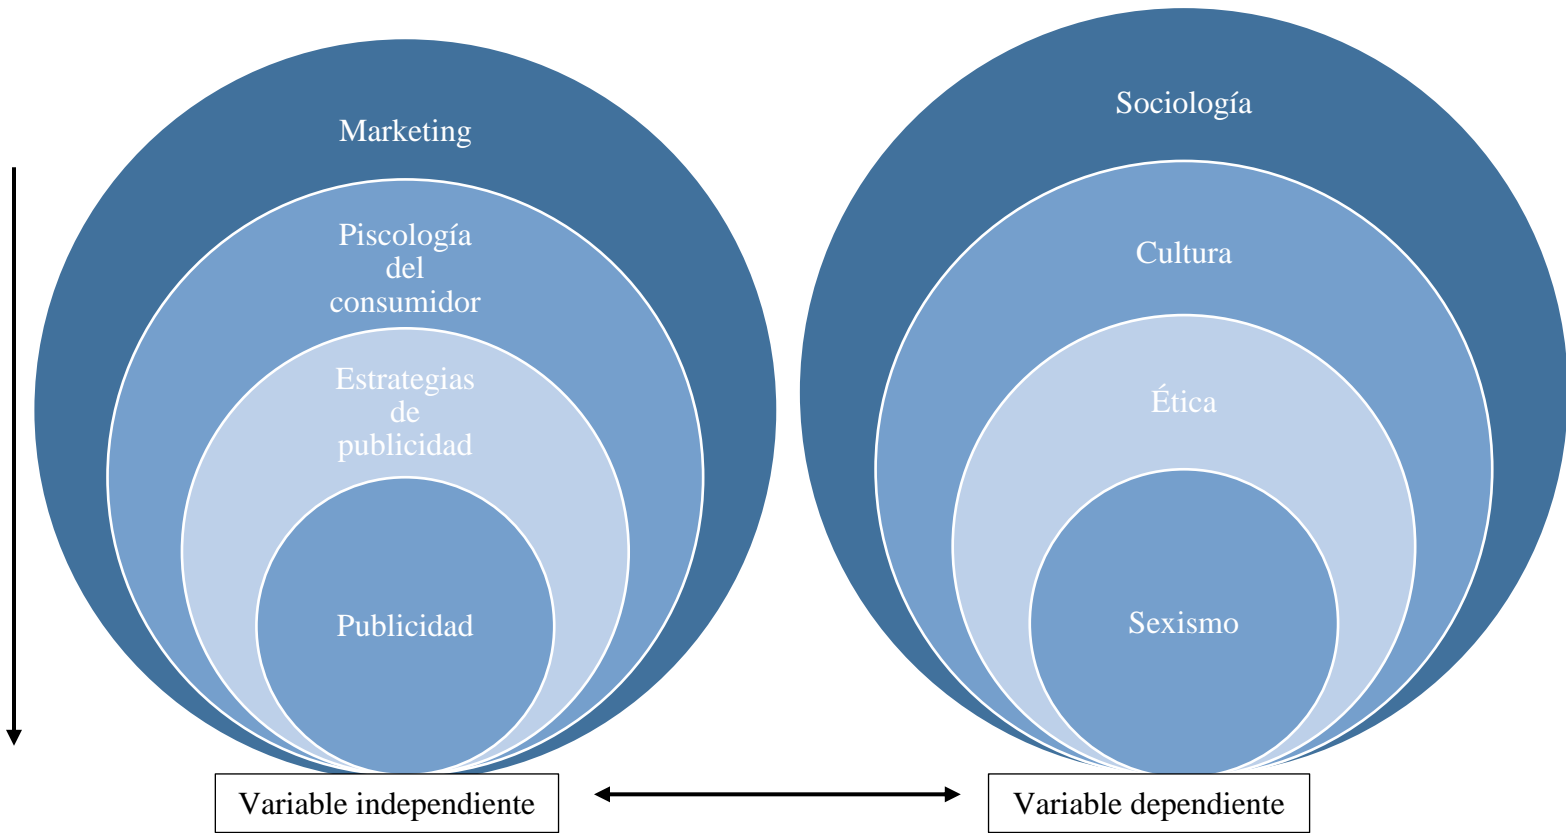 Marketing
Piscología
del
consumidor
Estrategias
de
publicidad
Publicidad
Variable independiente
Sociología
Cultura
Ética
Sexismo
Variable dependiente